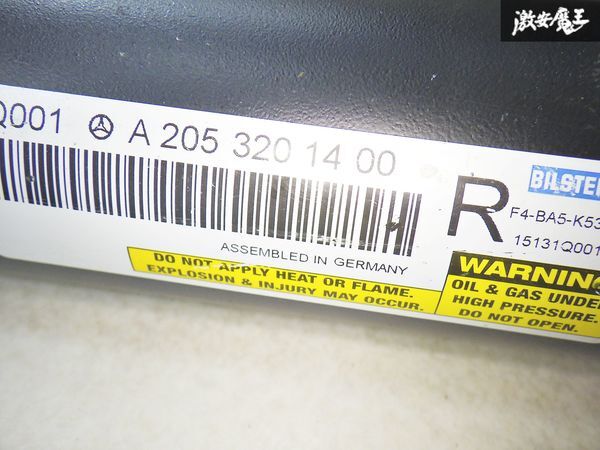 激安魔王
Q001 A 205 320 14 00
R
BILSTE
F4-BA5-K53
15131Q001
ASSEMBLED IN GERMANY
DO NOT APPLY HEAT OR FLAME.
EXPLOSION & INJURY MAY OCCUR.
WARNIN
OIL & GAS UNDE
HIGH PRESSURE.
DO NOT OPEN.